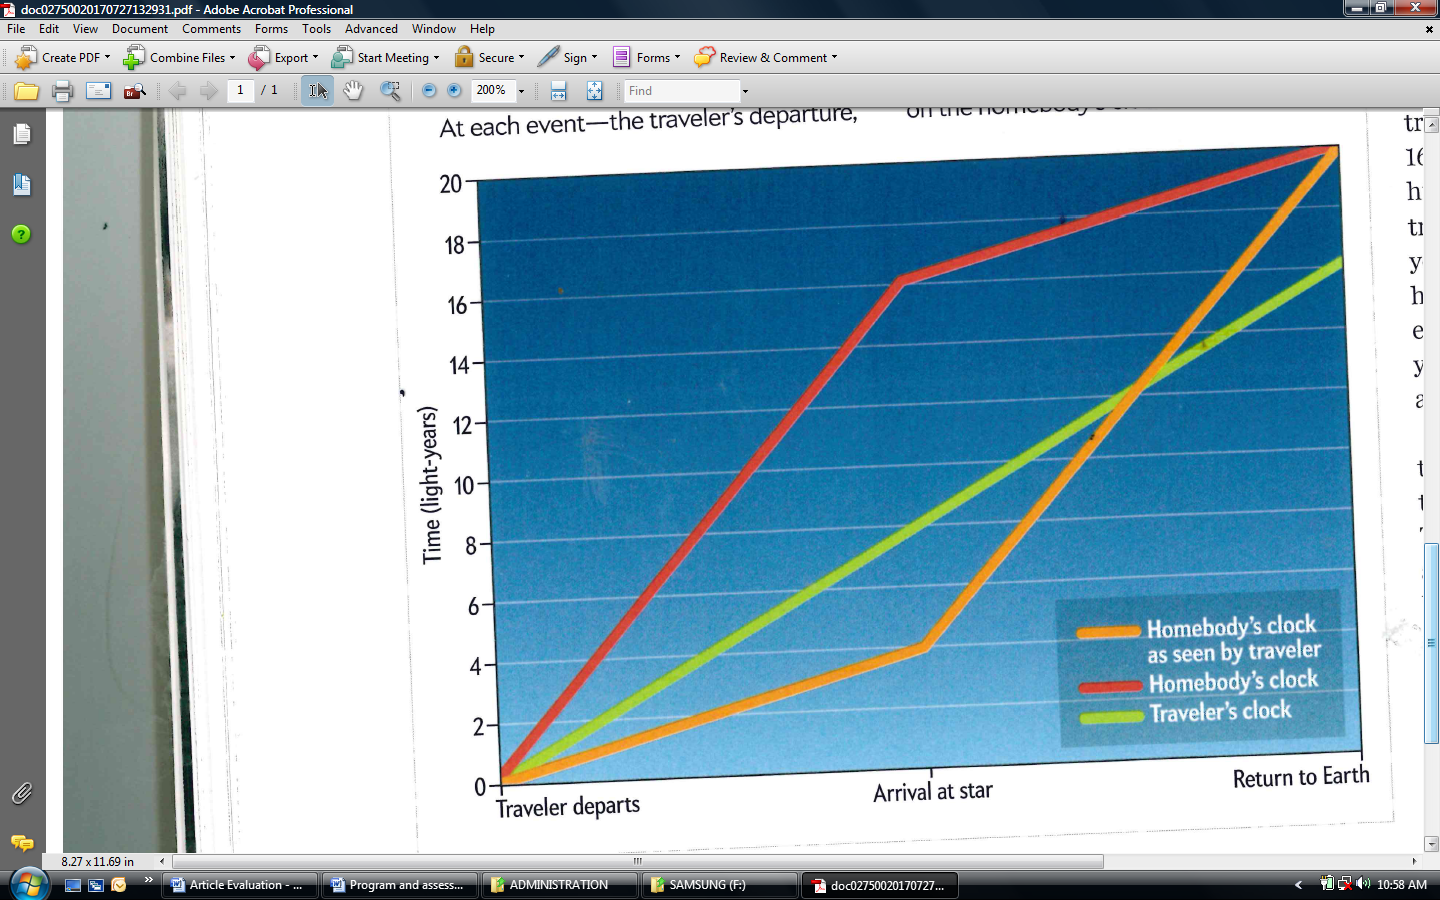 doc02750020170727132931.pdf - Adobe Acrobat Professional
File Edit View Document Comments Forms Tools Advanced Window Help
Create PDF Combine Files Export Start Meeting Secure Sign Forms Review & Comment
1 / 1 200% Find
At each event—the traveler's departure,
on the homebody's
20
18
16
14
12
10
8
6
4
2
0
Time (light-years)
Homebody's clock
as seen by traveler
Homebody's clock
Traveler's clock
Traveler departs
Arrival at star
Return to Earth
8.27 x 11.69 in
Article Evaluation - ... Program and assess... ADMINISTRATION SAMSUNG (F:) doc02750020170727... 10:58 AM